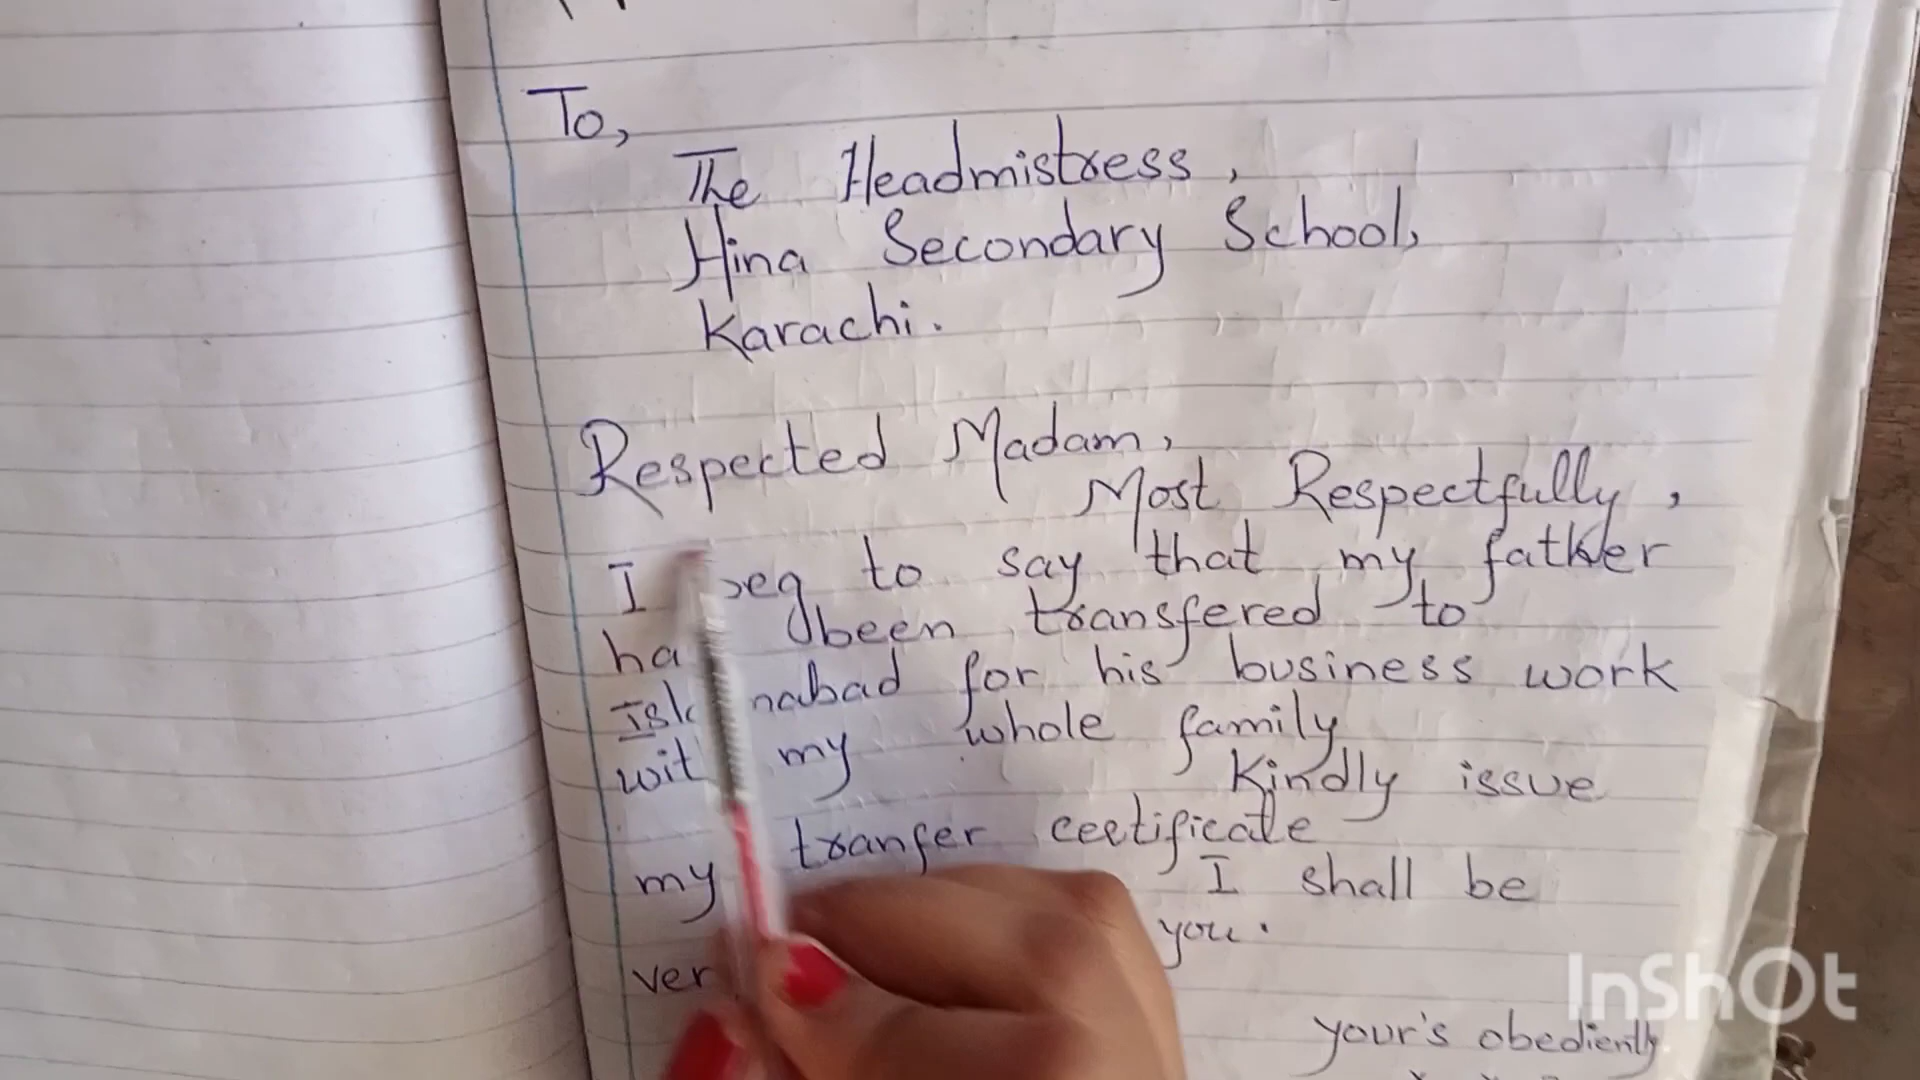 To,
The Headmistress,
Hina Secondary School,
Karachi.
Respected Madam,
Most Respectfully,
I beg to say that my father
been transfered to
for his business work
my whole family
Kindly issue
my tranfer certificate
I shall be
you.
your's obediently
InShOt